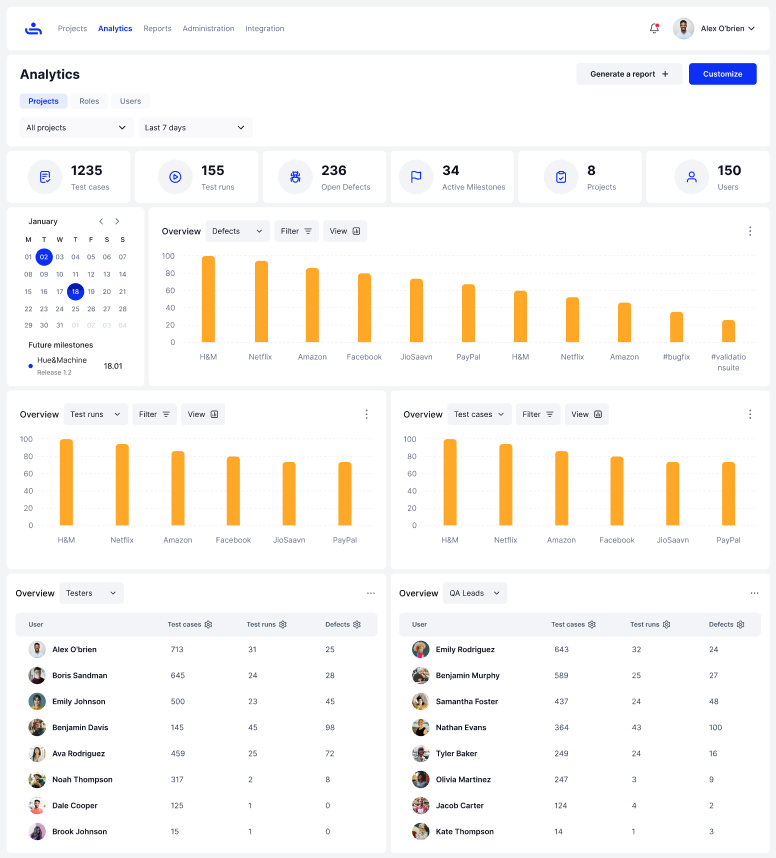 Projects Analytics Reports Administration Integration Alex O'brien
Analytics
Generate a report + Customize
Projects Roles Users
All projects Last 7 days
1235 Test cases
155 Test runs
236 Open Defects
34 Active Milestones
8 Projects
150 Users
January
M T W T F S S
01 02 03 04 05 06 07
08 09 10 11 12 13 14
15 16 17 18 19 20 21
22 23 24 25 26 27 28
29 30 31 01 02 03 04
Future milestones
Hue&Machine 18.01
Release 1.2
Overview Defects Filter View
100
80
60
40
20
0
H&M Netflix Amazon Facebook JioSaavn PayPal H&M Netflix Amazon #bugfix #validatio
nsuite
Overview Test runs Filter View
100
80
60
40
20
0
H&M Netflix Amazon Facebook JioSaavn PayPal
Overview Test cases Filter View
100
80
60
40
20
0
H&M Netflix Amazon Facebook JioSaavn PayPal
Overview Testers
User Test cases Test runs Defects
Alex O'brien 713 31 25
Boris Sandman 645 24 28
Emily Johnson 500 23 45
Benjamin Davis 145 45 98
Ava Rodriguez 459 25 72
Noah Thompson 317 2 8
Dale Cooper 125 1 0
Brook Johnson 15 1 0
Overview QA Leads
User Test cases Test runs Defects
Emily Rodriguez 643 32 24
Benjamin Murphy 589 25 27
Samantha Foster 437 24 48
Nathan Evans 364 43 100
Tyler Baker 249 24 16
Olivia Martinez 247 3 9
Jacob Carter 124 4 2
Kate Thompson 14 1 3